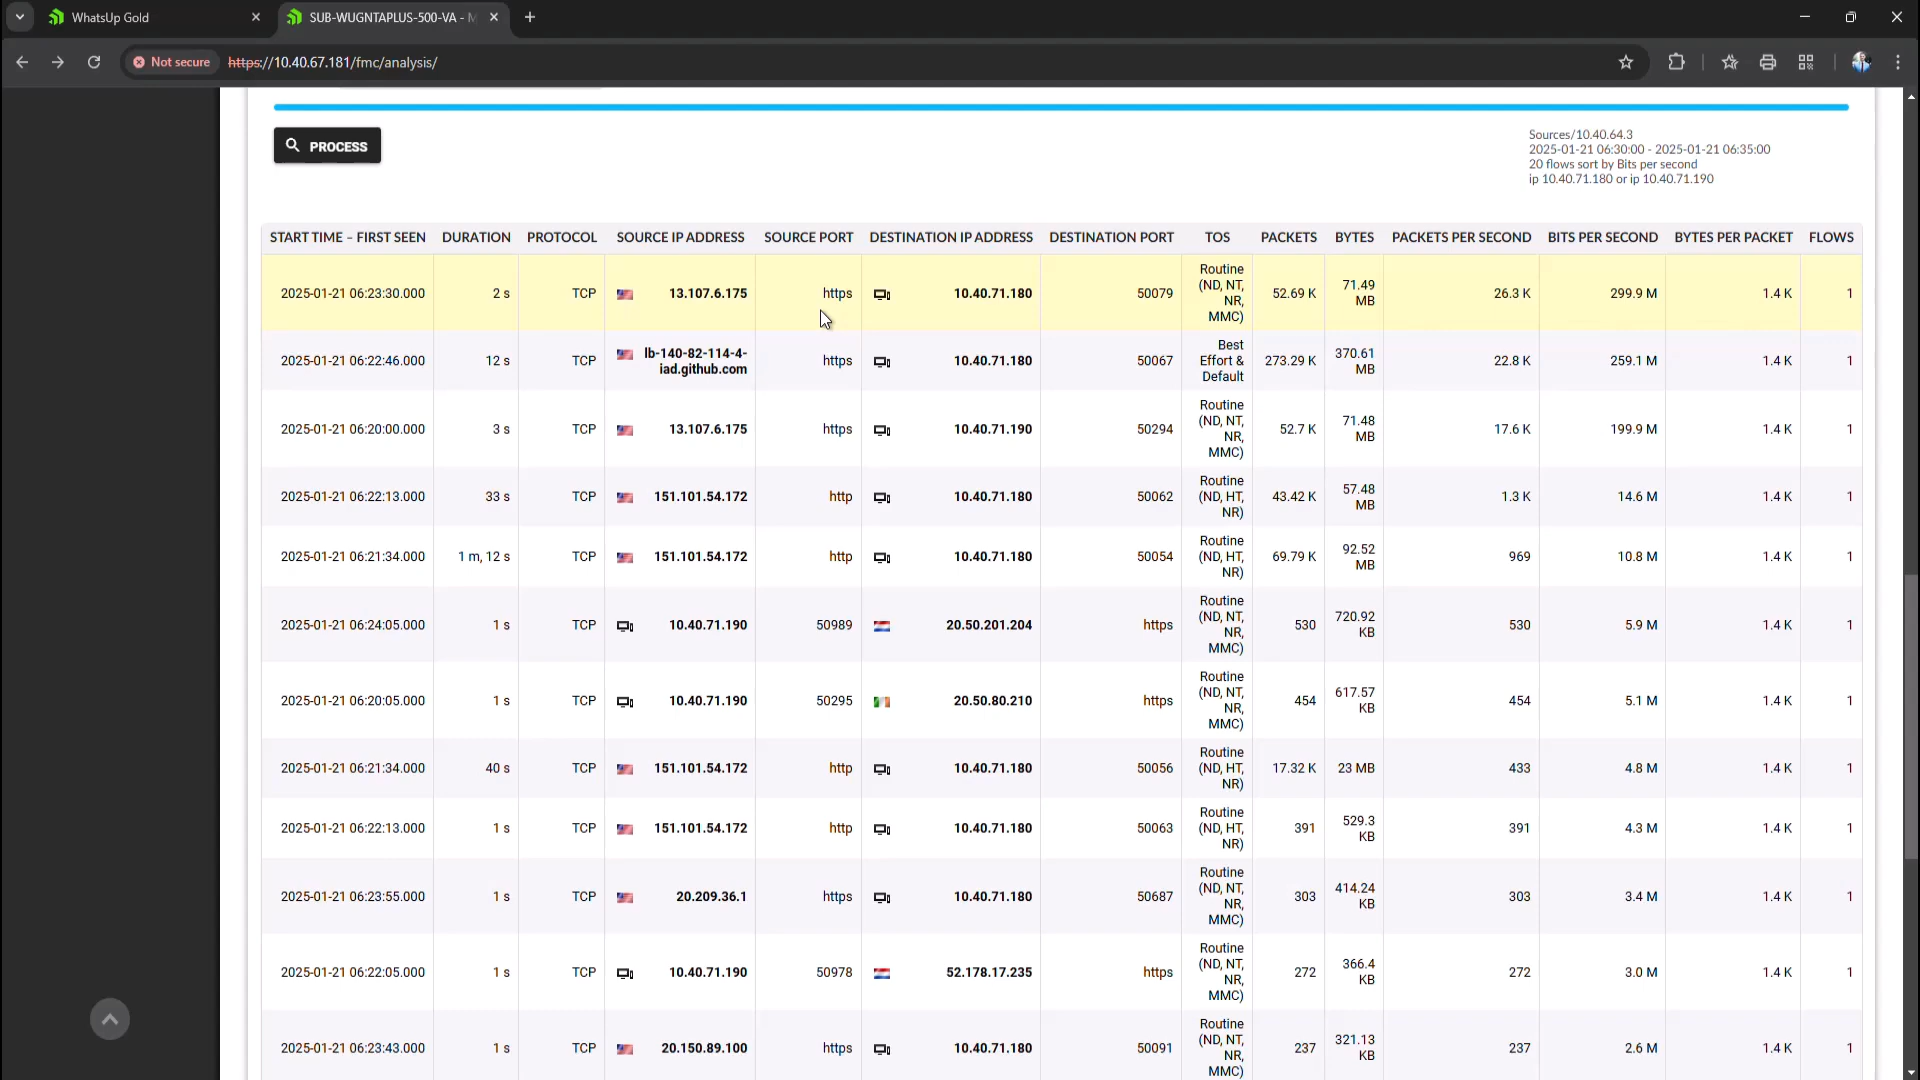 WhatsUp Gold
SUB-WUGNTAPLUS-500-VA - M
Not secure
https://10.40.67.181/fmc/analysis/
PROCESS
Sources/10.40.64.3
2025-01-21 06:30:00 - 2025-01-21 06:35:00
20 flows sort by Bits per second
ip 10.40.71.180 or ip 10.40.71.190
START TIME – FIRST SEEN DURATION PROTOCOL SOURCE IP ADDRESS SOURCE PORT DESTINATION IP ADDRESS DESTINATION PORT TOS PACKETS BYTES PACKETS PER SECOND BITS PER SECOND BYTES PER PACKET FLOWS
2025-01-21 06:23:30.000 2 s TCP 13.107.6.175 https 10.40.71.180 50079 Routine (ND, NT, NR, MMC) 52.69 K 71.49 MB 26.3 K 299.9 M 1.4 K 1
2025-01-21 06:22:46.000 12 s TCP lb-140-82-114-4-iad.github.com https 10.40.71.180 50067 Best Effort & Default 273.29 K 370.61 MB 22.8 K 259.1 M 1.4 K 1
2025-01-21 06:20:00.000 3 s TCP 13.107.6.175 https 10.40.71.190 50294 Routine (ND, NT, NR, MMC) 52.7 K 71.48 MB 17.6 K 199.9 M 1.4 K 1
2025-01-21 06:22:13.000 33 s TCP 151.101.54.172 http 10.40.71.180 50062 Routine (ND, HT, NR) 43.42 K 57.48 MB 1.3 K 14.6 M 1.4 K 1
2025-01-21 06:21:34.000 1 m, 12 s TCP 151.101.54.172 http 10.40.71.180 50054 Routine (ND, HT, NR) 69.79 K 92.52 MB 969 10.8 M 1.4 K 1
2025-01-21 06:24:05.000 1 s TCP 10.40.71.190 50989 20.50.201.204 https Routine (ND, NT, NR, MMC) 530 720.92 KB 530 5.9 M 1.4 K 1
2025-01-21 06:20:05.000 1 s TCP 10.40.71.190 50295 20.50.80.210 https Routine (ND, NT, NR, MMC) 454 617.57 KB 454 5.1 M 1.4 K 1
2025-01-21 06:21:34.000 40 s TCP 151.101.54.172 http 10.40.71.180 50056 Routine (ND, HT, NR) 17.32 K 23 MB 433 4.8 M 1.4 K 1
2025-01-21 06:22:13.000 1 s TCP 151.101.54.172 http 10.40.71.180 50063 Routine (ND, HT, NR) 391 529.3 KB 391 4.3 M 1.4 K 1
2025-01-21 06:23:55.000 1 s TCP 20.209.36.1 https 10.40.71.180 50687 Routine (ND, NT, NR, MMC) 303 414.24 KB 303 3.4 M 1.4 K 1
2025-01-21 06:22:05.000 1 s TCP 10.40.71.190 50978 52.178.17.235 https Routine (ND, NT, NR, MMC) 272 366.4 KB 272 3.0 M 1.4 K 1
2025-01-21 06:23:43.000 1 s TCP 20.150.89.100 https 10.40.71.180 50091 Routine (ND, NT, NR, MMC) 237 321.13 KB 237 2.6 M 1.4 K 1